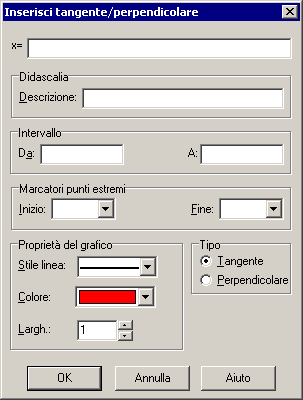 Inserisci tangente/perpendicolare
x=
Didascalia
Descrizione:
Intervallo
Da: A:
Marcatori punti estremi
Inizio: Fine:
Proprietà del grafico
Stile linea:
Colore:
Largh.: 1
Tipo
Tangente
Perpendicolare
OK Annulla Aiuto